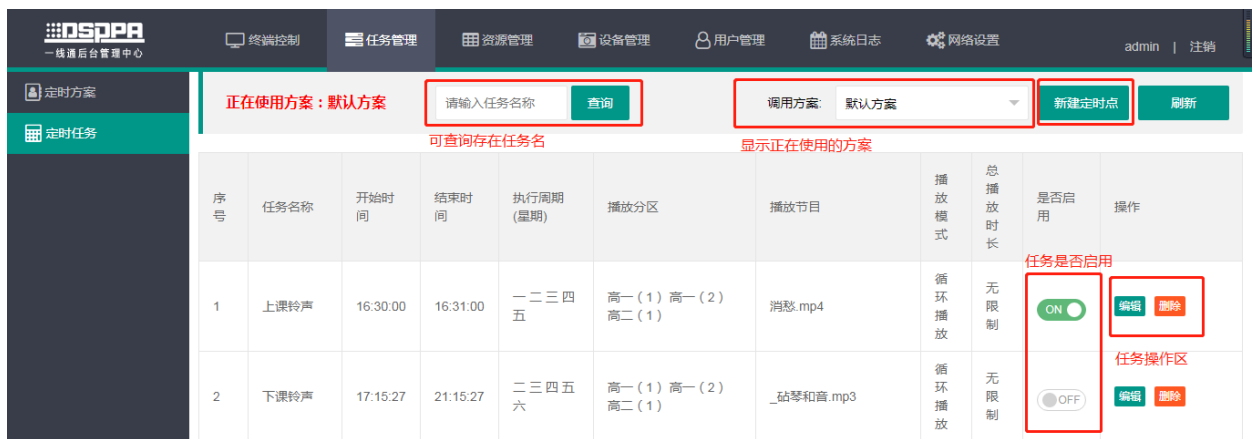 DSPPA
一线通后台管理中心
终端控制
任务管理
资源管理
设备管理
用户管理
系统日志
网络设置
admin | 注销
定时方案
定时任务
正在使用方案：默认方案
请输入任务名称
查询
调用方案:
默认方案
新建定时点
刷新
可查询存在任务名
显示正在使用的方案
序
号
任务名称
开始时
间
结束时
间
执行周期
(星期)
播放分区
播放节目
播
放
模
式
总
播
放
时
长
是否启
用
操作
任务是否启用
1
上课铃声
16:30:00
16:31:00
一 二 三 四
五
高一 ( 1 ) 高一 ( 2 )
高二 ( 1 )
消愁.mp4
循
环
播
放
无
限
制
ON
编辑
删除
任务操作区
2
下课铃声
17:15:27
21:15:27
二 三 四 五
六
高一 ( 1 ) 高一 ( 2 )
高二 ( 1 )
_砧琴和音.mp3
循
环
播
放
无
限
制
OFF
编辑
删除